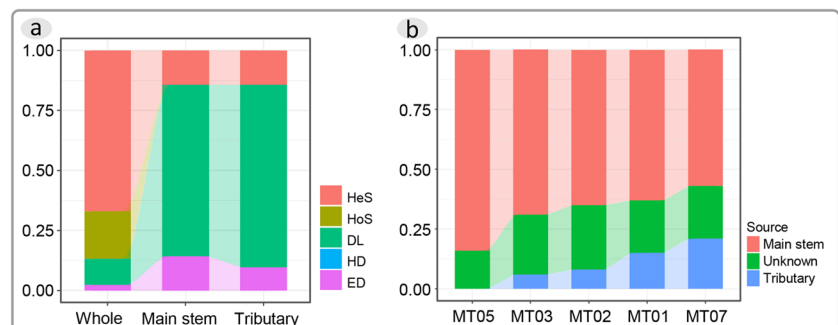 a
1.00
0.75
0.50
0.25
0.00
Whole Main stem Tributary
HeS
HoS
DL
HD
ED
b
1.00
0.75
0.50
0.25
0.00
MT05 MT03 MT02 MT01 MT07
Source
Main stem
Unknown
Tributary